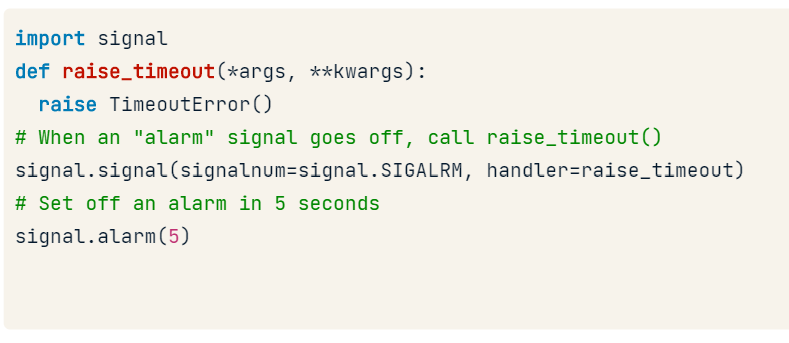 import signal
def raise_timeout(*args, **kwargs):
  raise TimeoutError()
# When an "alarm" signal goes off, call raise_timeout()
signal.signal(signalnum=signal.SIGALRM, handler=raise_timeout)
# Set off an alarm in 5 seconds
signal.alarm(5)